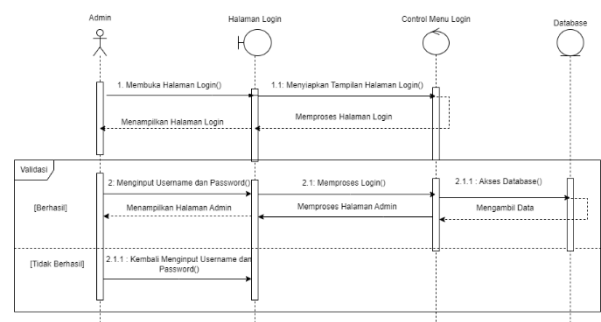 Admin
Halaman Login
Control Menu Login
Database
1. Membuka Halaman Login()
1.1: Menyiapkan Tampilan Halaman Login()
Menampilkan Halaman Login
Memproses Halaman Login
Validasi
2: Menginput Username dan Password()
2.1: Memproses Login()
2.1.1 : Akses Database()
[Berhasil]
Menampilkan Halaman Admin
Memproses Halaman Admin
Mengambil Data
[Tidak Berhasil]
2.1.1 : Kembali Menginput Username dan
Password()